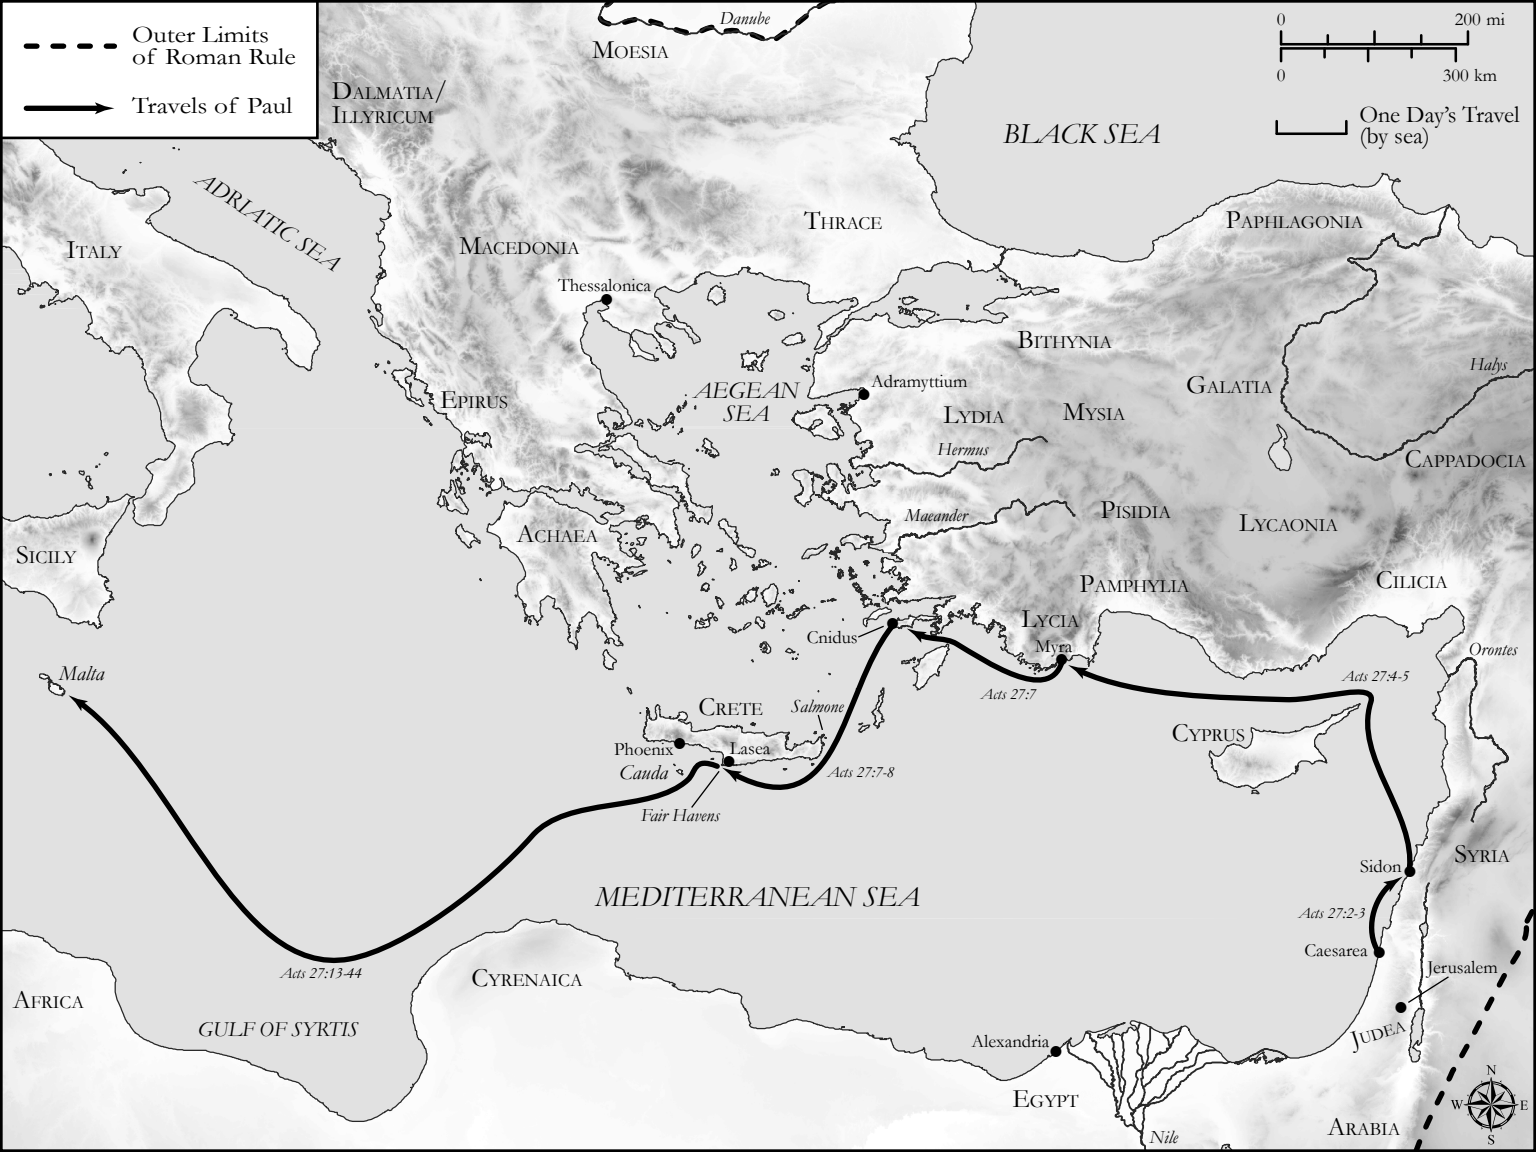 Outer Limits
of Roman Rule
Travels of Paul
Danube
MOESIA
0
200 mi
0
300 km
One Day's Travel
(by sea)
DALMATIA/
ILLYRICUM
BLACK SEA
ADRIATIC SEA
ITALY
MACEDONIA
THRACE
PAPHLAGONIA
Thessalonica
BITHYNIA
Halys
AEGEAN
SEA
Adramyttium
GALATIA
EPIRUS
LYDIA
MYSIA
Hermus
CAPPADOCIA
Maeander
PISIDIA
LYCAONIA
ACHAEA
SICILY
PAMPHYLIA
CILICIA
LYCIA
Cnidus
Myra
Orontes
Malta
Acts 27:7
Acts 27:4-5
CRETE
Salmone
CYPRUS
Phoenix
Lasea
Cauda
Acts 27:7-8
Fair Havens
SYRIA
Sidon
MEDITERRANEAN SEA
Acts 27:2-3
Caesarea
Acts 27:13-44
CYRENAICA
Jerusalem
AFRICA
GULF OF SYRTIS
JUDEA
Alexandria
EGYPT
N
W
E
S
ARABIA
Nile